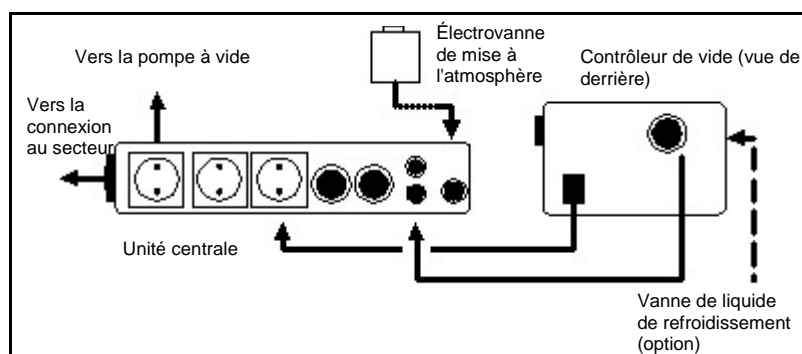 Vers la pompe à vide
Électrovanne
de mise à
l'atmosphère
Contrôleur de vide (vue de
derrière)
Vers la
connexion
au secteur
Unité centrale
Vanne de liquide
de refroidissement
(option)